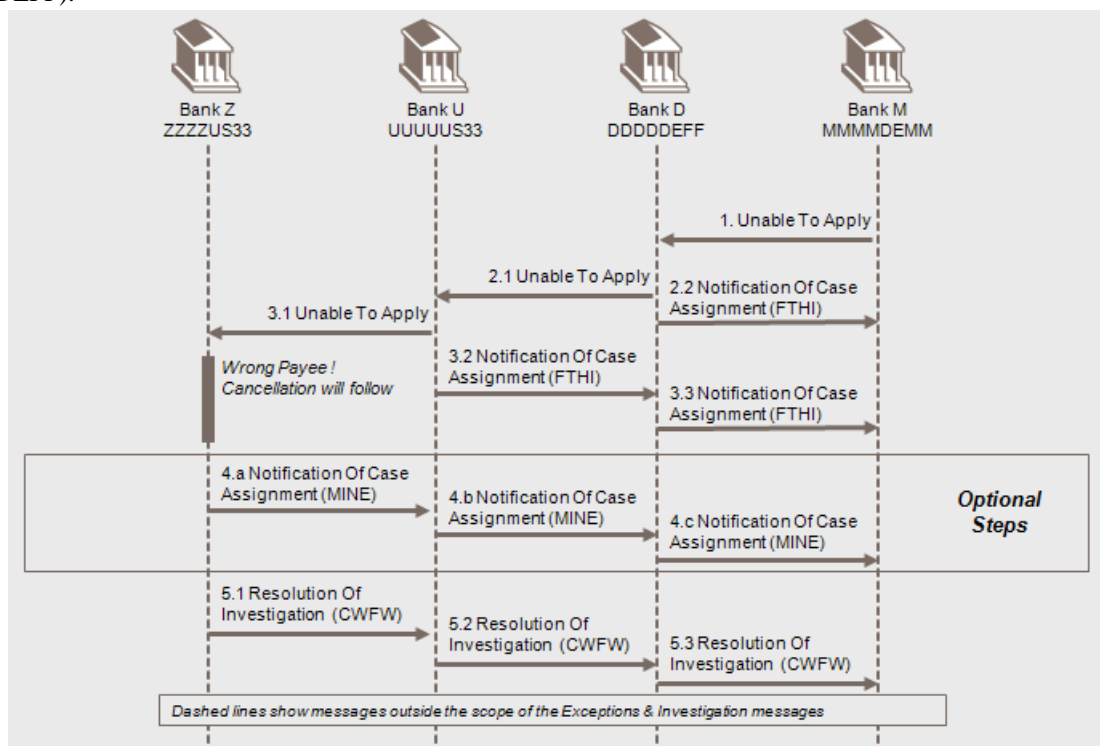 Bank Z
ZZZZUS33
Bank U
UUUUUS33
Bank D
DDDDDEFF
Bank M
MMMMDEMM
1. Unable To Apply
2.1 Unable To Apply
2.2 Notification Of Case
Assignment (FTHI)
3.1 Unable To Apply
Wrong Payee !
Cancellation will follow
3.2 Notification Of Case
Assignment (FTHI)
3.3 Notification Of Case
Assignment (FTHI)
4.a Notification Of Case
Assignment (MINE)
4.b Notification Of Case
Assignment (MINE)
4.c Notification Of Case
Assignment (MINE)
Optional
Steps
5.1 Resolution Of
Investigation (CWFW)
5.2 Resolution Of
Investigation (CWFW)
5.3 Resolution Of
Investigation (CWFW)
Dashed lines show messages outside the scope of the Exceptions & Investigation messages